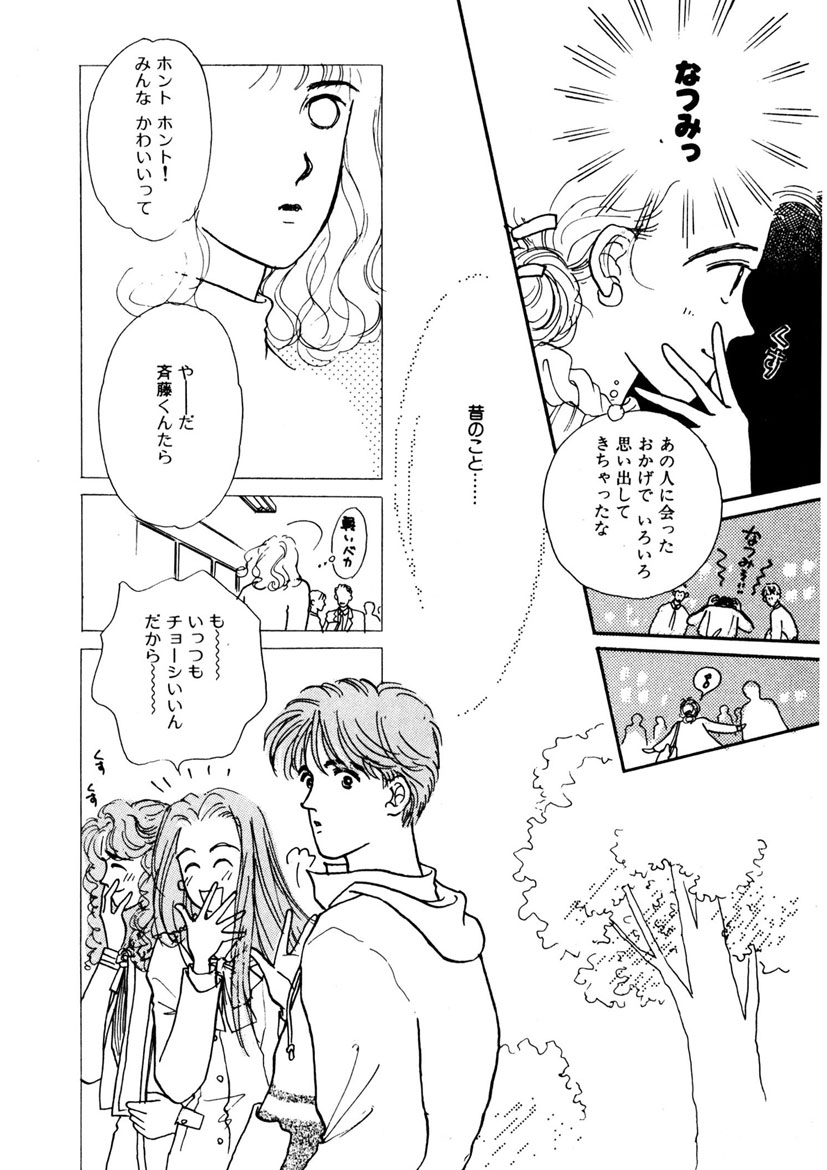 なつみっ
くす
あの人に会った
おかげで いろいろ
思い出して
きちゃったな
なつみ～!!
昔のこと……
ホント ホント!
みんな かわいいって
やーだ
斉藤くんたら
軽いバカ
も～
いっつも
チョーシいいん
だから～～～
くす
くす